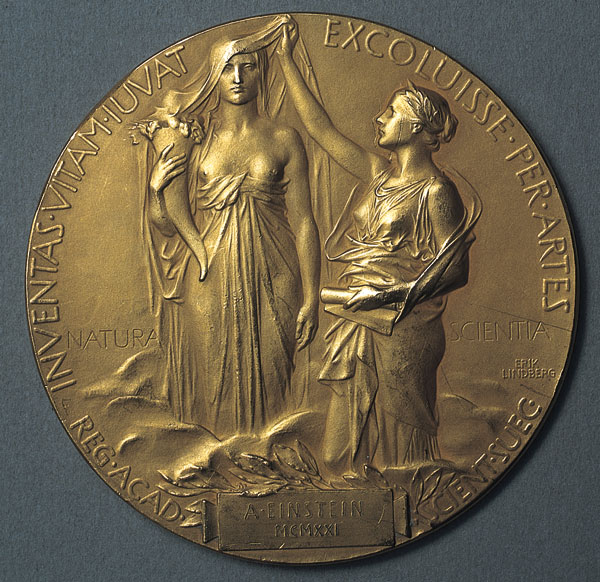 INVENTAS·VITAM·IUVAT EXCOLUISSE·PER·ARTES
NATURA
SCIENTIA
ERIK
LINDBERG
REG·ACAD·SCIENT·SUEC
A·EINSTEIN
MCMXXI